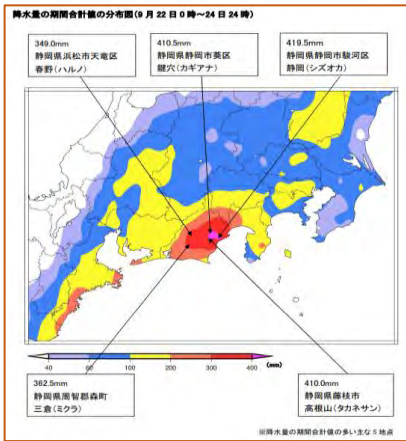 降水量の期間合計値の分布図(9月22日0時～24日24時)
349.0mm
静岡県浜松市天竜区
春野(ハルノ)
410.5mm
静岡県静岡市葵区
鍵穴(カギアナ)
419.5mm
静岡県静岡市駿河区
静岡(シズオカ)
40 80 100 200 300 400 (mm)
362.5mm
静岡県周智郡森町
三倉(ミクラ)
410.0mm
静岡県藤枝市
高根山(タカネサン)
※降水量の期間合計値の多い主な5地点